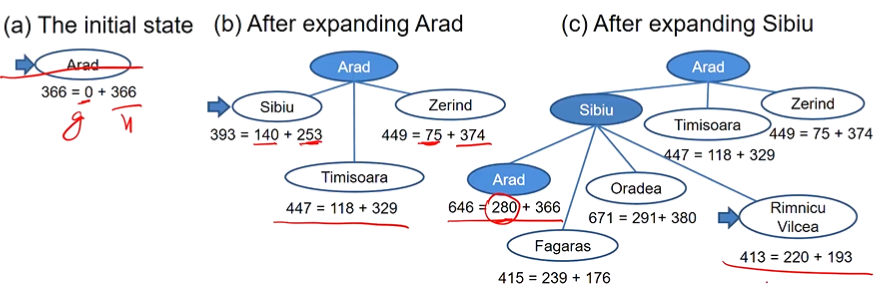 (a) The initial state
Arad
366 = 0 + 366
g
h
(b) After expanding Arad
Arad
Sibiu
393 = 140 + 253
Zerind
449 = 75 + 374
Timisoara
447 = 118 + 329
(c) After expanding Sibiu
Arad
Sibiu
Timisoara
447 = 118 + 329
Zerind
449 = 75 + 374
Arad
646 = 280 + 366
Fagaras
415 = 239 + 176
Oradea
671 = 291+ 380
Rimnicu
Vilcea
413 = 220 + 193